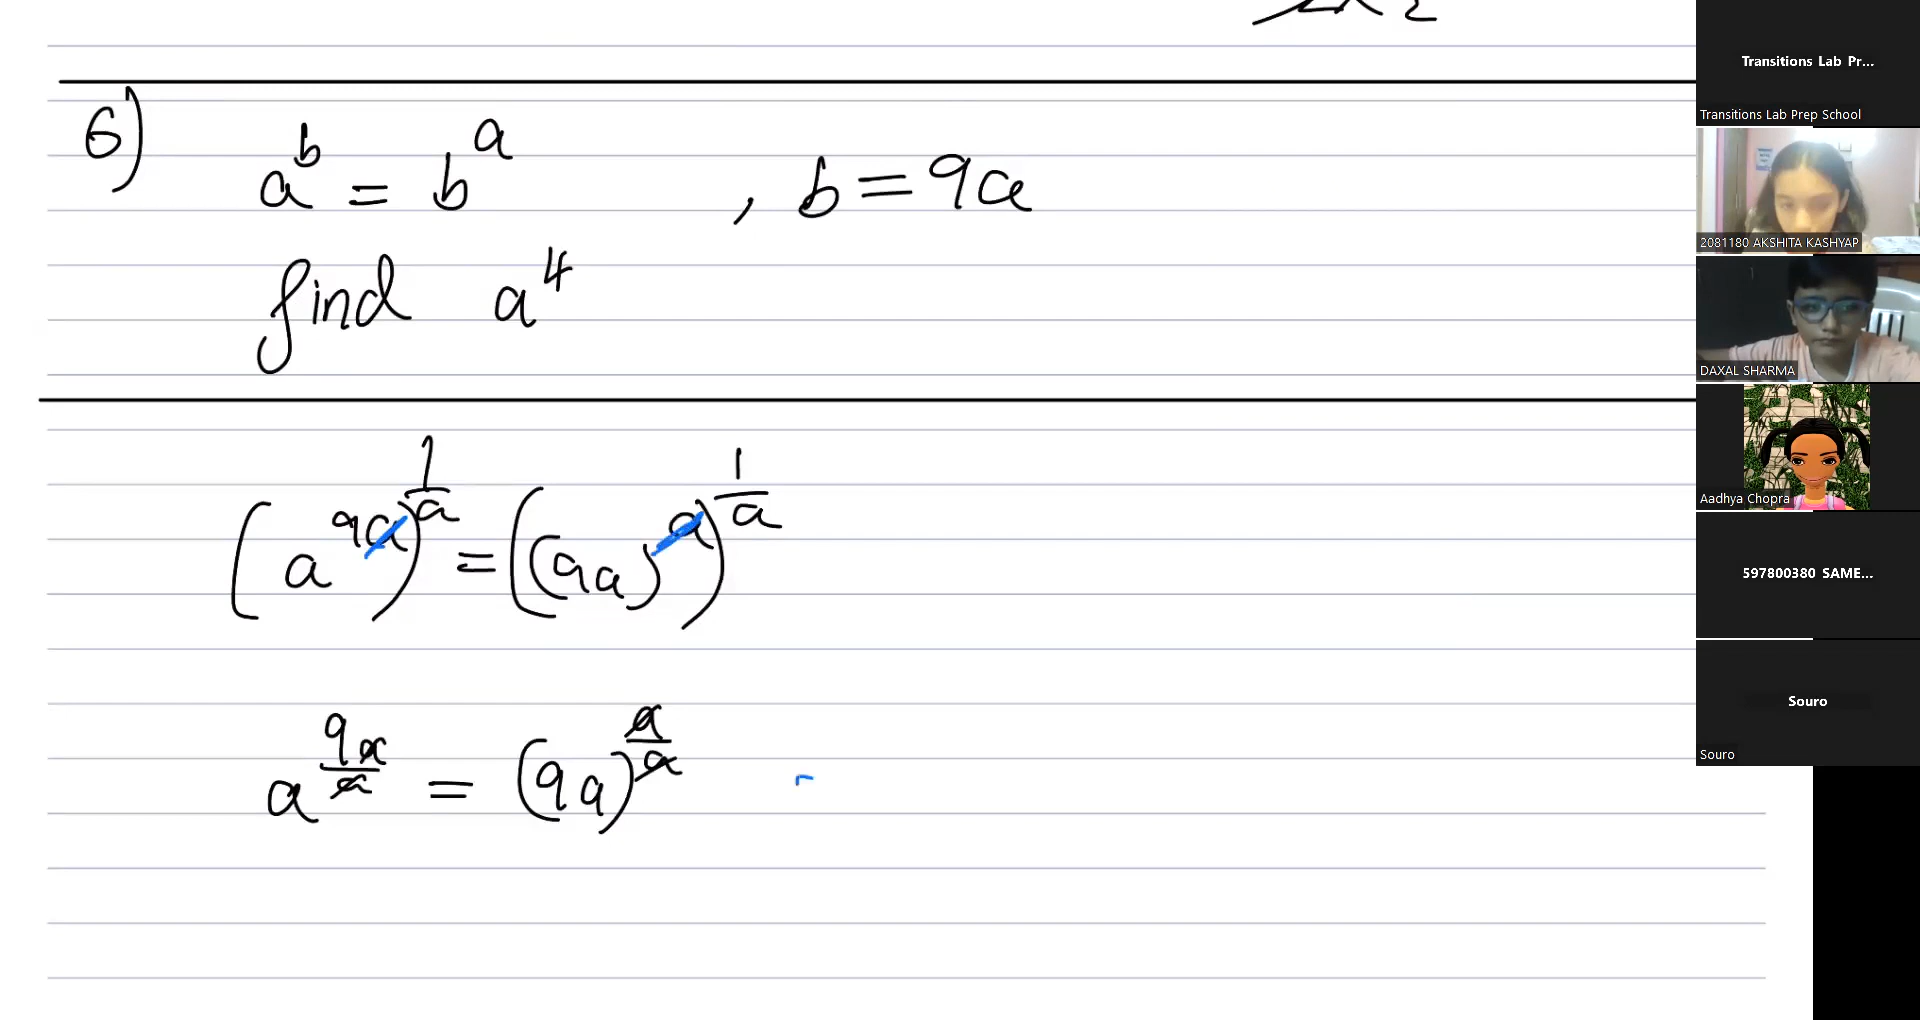 6) a^b = b^a , b = 9a
find a^4
(a^{9a})^{1/a} = ((9a)^a)^{1/a}
a^{9a/a} = (9a)^{a/a}
Transitions Lab Pr...
Transitions Lab Prep School
2081180 AKSHITA KASHYAP
DAXAL SHARMA
Aadhya Chopra
597800380 SAME...
Souro
Souro